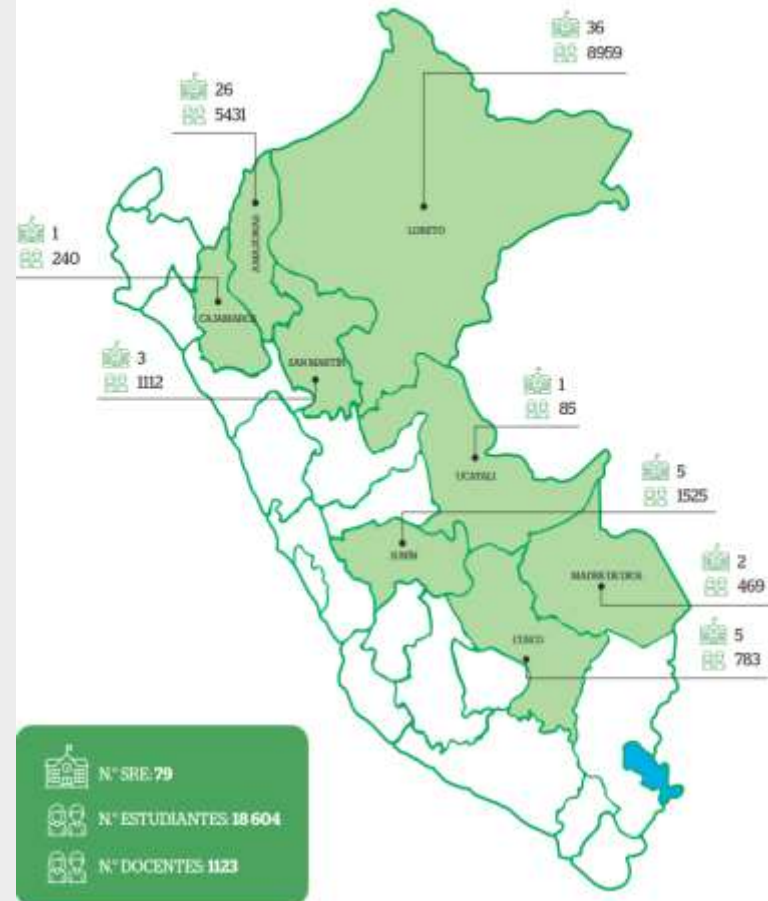 36
8959
26
5431
LORETO
AMAZONAS
1
240
CAJAMARCA
3
1112
SAN MARTÍN
1
85
UCAYALI
5
1525
JUNÍN
2
469
MADRE DE DIOS
5
783
CUSCO
N.° SRE: 79
N.° ESTUDIANTES: 18 604
N.° DOCENTES: 1123